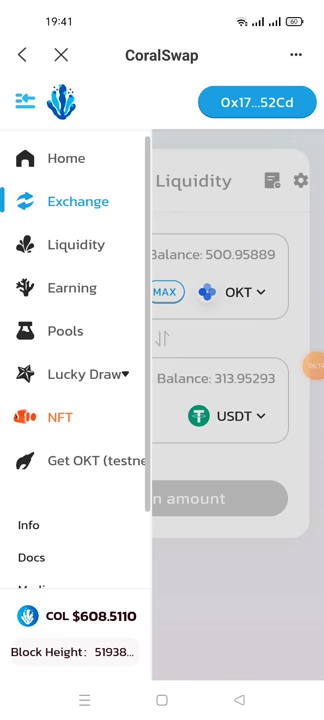 19:41
60
CoralSwap
0x17...52Cd
Home
Exchange
Liquidity
Earning
Pools
Lucky Draw
NFT
Get OKT (testne
Info
Docs
COL $608.5110
Block Height: 51938...
Liquidity
Balance: 500.95889
MAX
OKT
Balance: 313.95293
USDT
n amount